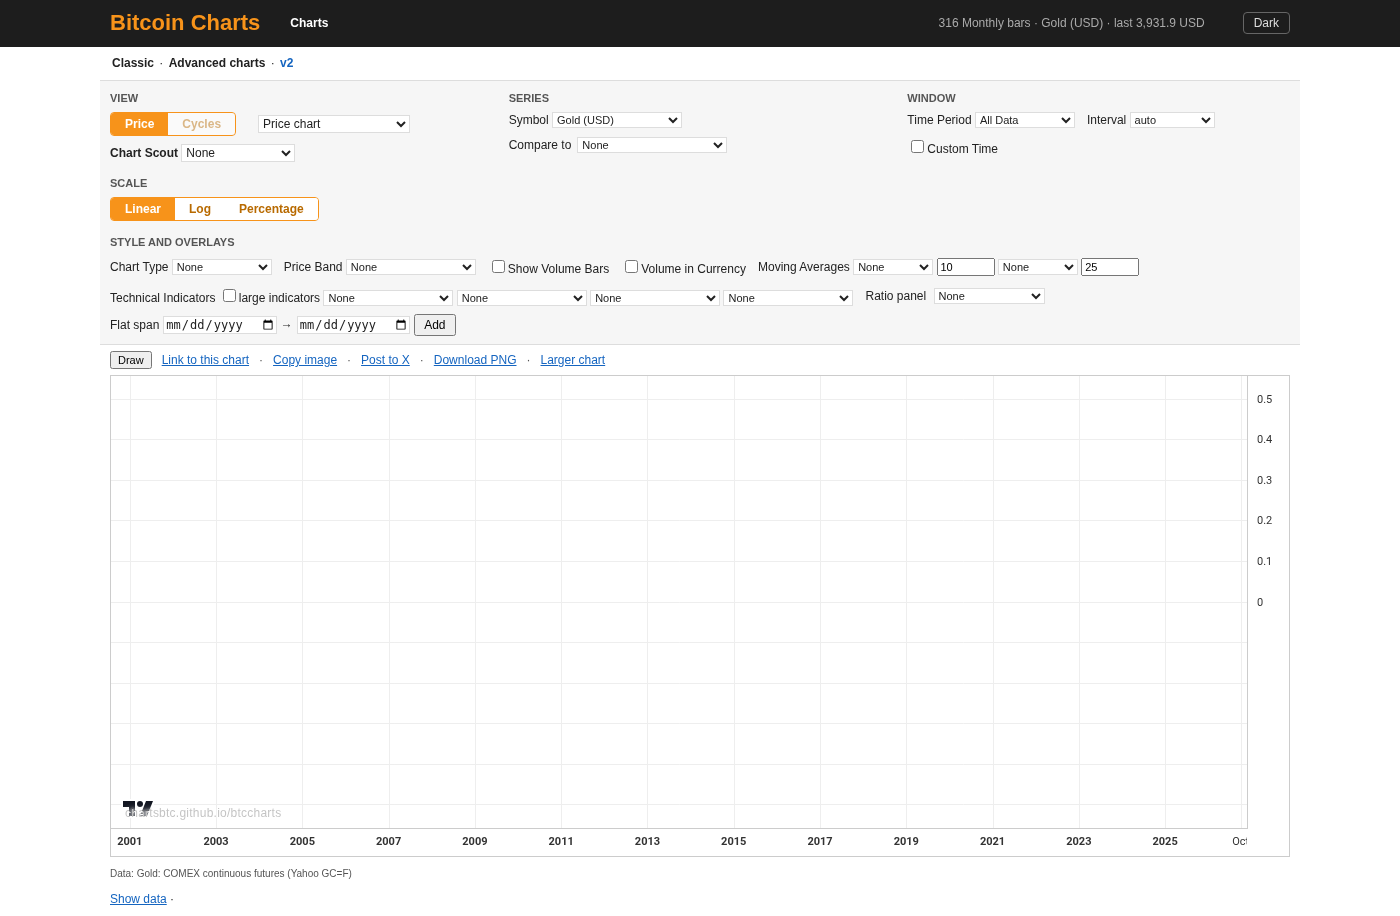 Bitcoin Charts Charts 316 Monthly bars · Gold (USD) · last 3,931.9 USD Dark
Classic · Advanced charts · v2
VIEW SERIES WINDOW
Price Cycles Price chart Symbol Gold (USD) Time Period All Data Interval auto
Chart Scout None Compare to None Custom Time
SCALE
Linear Log Percentage
STYLE AND OVERLAYS
Chart Type None Price Band None Show Volume Bars Volume in Currency Moving Averages None 10 None 25
Technical Indicators large indicators None None None None Ratio panel None
Flat span mm/dd/yyyy → mm/dd/yyyy Add
Draw Link to this chart · Copy image · Post to X · Download PNG · Larger chart
0.5
0.4
0.3
0.2
0.1
0
chartsbtc.github.io/btccharts
2001 2003 2005 2007 2009 2011 2013 2015 2017 2019 2021 2023 2025 Oct
Data: Gold: COMEX continuous futures (Yahoo GC=F)
Show data ·